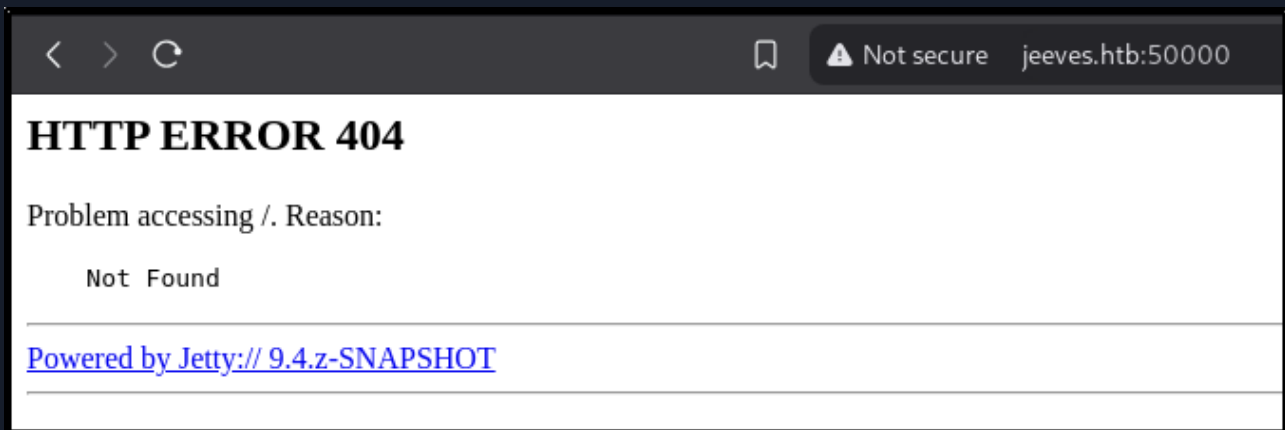 Not secure jeeves.htb:50000
HTTP ERROR 404
Problem accessing /. Reason:
Not Found
Powered by Jetty:// 9.4.z-SNAPSHOT